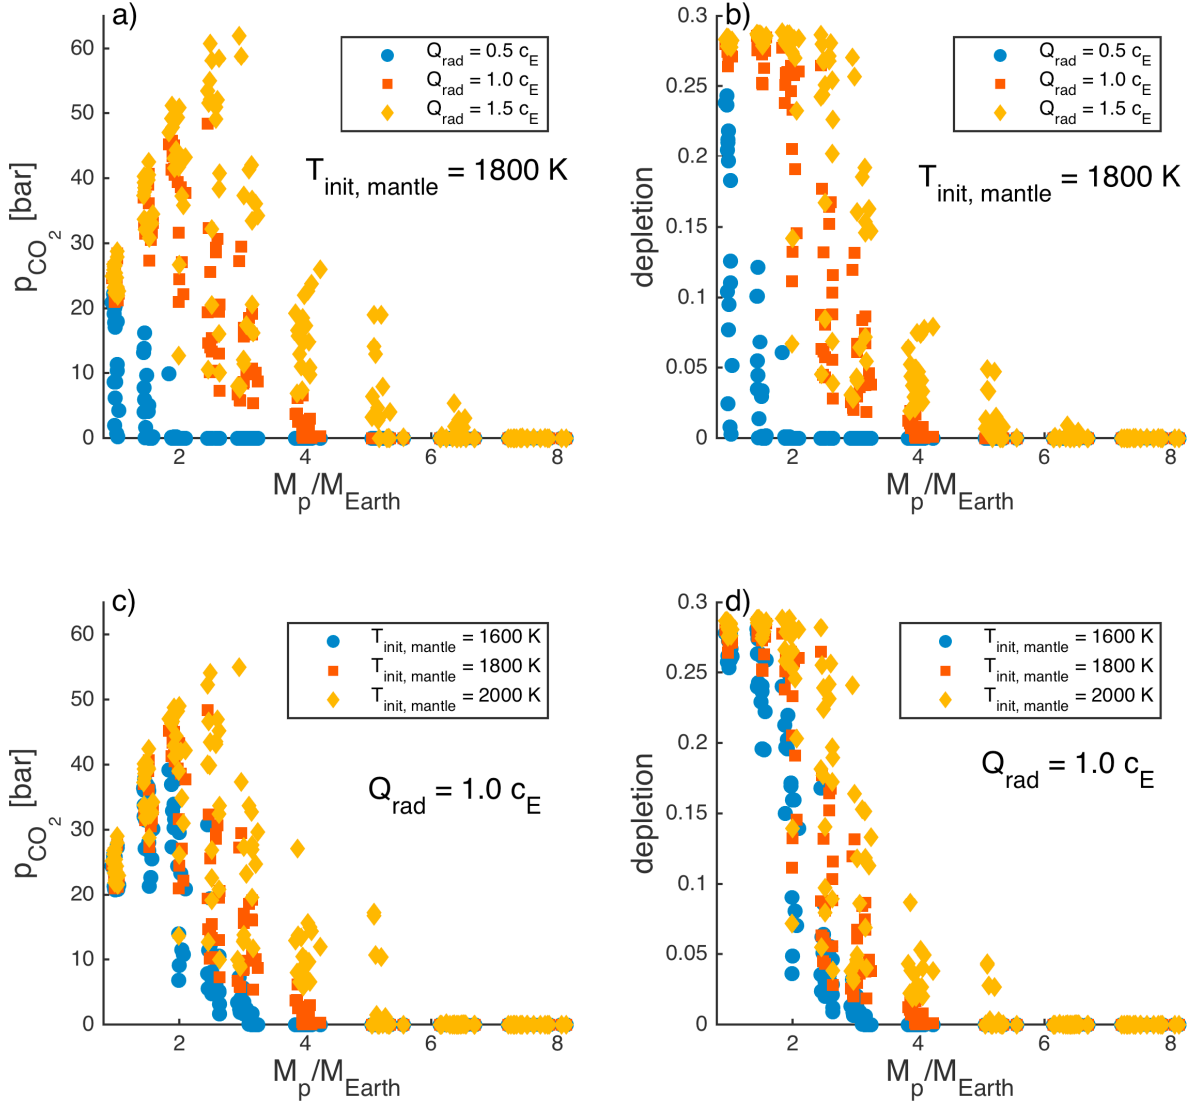 a)
60
50
40
30
20
10
0
p_CO2 [bar]
Q_rad = 0.5 c_E
Q_rad = 1.0 c_E
Q_rad = 1.5 c_E
T_init, mantle = 1800 K
2 4 6 8
M_p/M_Earth
b)
0.3
0.25
0.2
0.15
0.1
0.05
0
depletion
Q_rad = 0.5 c_E
Q_rad = 1.0 c_E
Q_rad = 1.5 c_E
T_init, mantle = 1800 K
2 4 6 8
M_p/M_Earth
c)
60
50
40
30
20
10
0
p_CO2 [bar]
T_init, mantle = 1600 K
T_init, mantle = 1800 K
T_init, mantle = 2000 K
Q_rad = 1.0 c_E
2 4 6 8
M_p/M_Earth
d)
0.3
0.25
0.2
0.15
0.1
0.05
0
depletion
T_init, mantle = 1600 K
T_init, mantle = 1800 K
T_init, mantle = 2000 K
Q_rad = 1.0 c_E
2 4 6 8
M_p/M_Earth